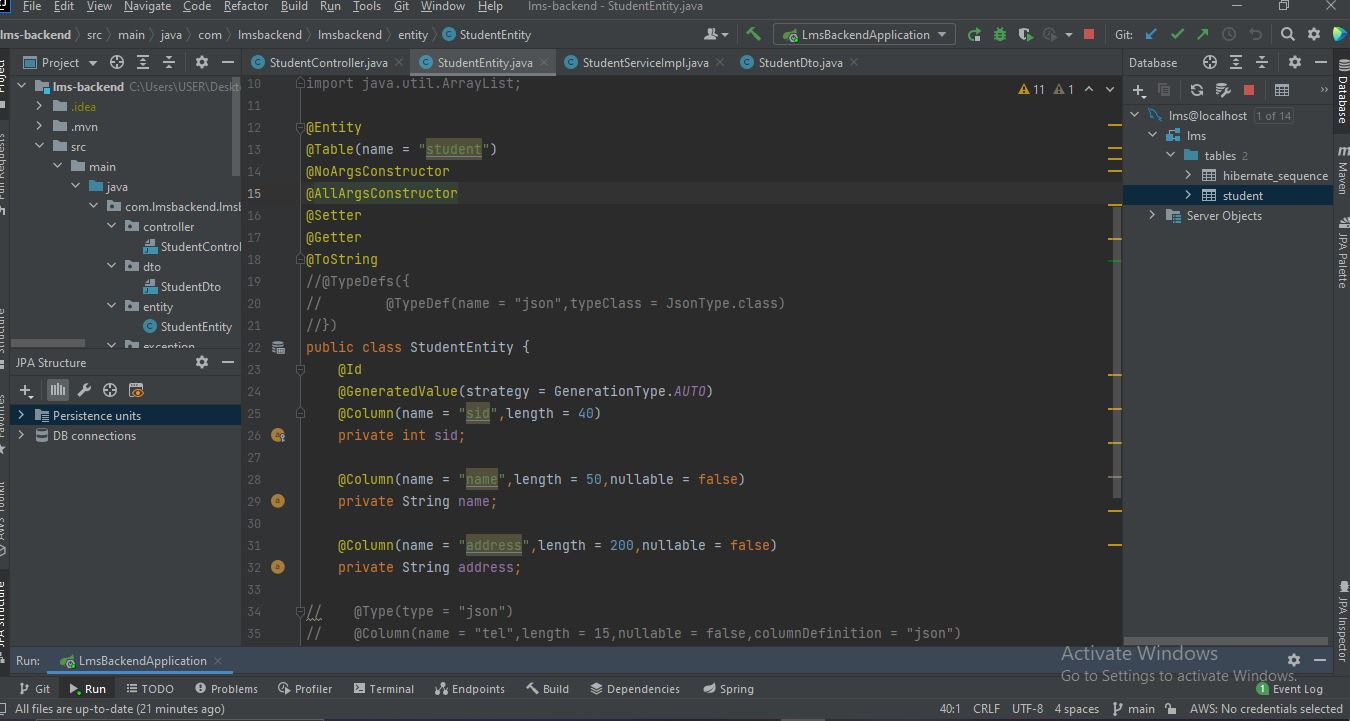 File Edit View Navigate Code Refactor Build Run Tools Git Window Help lms-backend - StudentEntity.java
lms-backend src main java com lmsbackend lmsbackend entity StudentEntity
LmsBackendApplication
Git:
Project
StudentController.java
StudentEntity.java
StudentServiceImpl.java
StudentDto.java
Database
lms-backend C:\Users\USER\Deskt
.idea
.mvn
src
main
java
com.lmsbackend.lmsb
controller
StudentContro
dto
StudentDto
entity
StudentEntity
exception
JPA Structure
Persistence units
DB connections
11 1
10 import java.util.ArrayList;
11
12 @Entity
13 @Table(name = "student")
14 @NoArgsConstructor
15 @AllArgsConstructor
16 @Setter
17 @Getter
18 @ToString
19 //@TypeDefs({
20 //        @TypeDef(name = "json",typeClass = JsonType.class)
21 //})
22 public class StudentEntity {
23     @Id
24     @GeneratedValue(strategy = GenerationType.AUTO)
25     @Column(name = "sid",length = 40)
26     private int sid;
27
28     @Column(name = "name",length = 50,nullable = false)
29     private String name;
30
31     @Column(name = "address",length = 200,nullable = false)
32     private String address;
33
34 //    @Type(type = "json")
35 //    @Column(name = "tel",length = 15,nullable = false,columnDefinition = "json")
lms@localhost 1 of 14
lms
tables 2
hibernate_sequence
student
Server Objects
Database
Maven
JPA Palette
JPA Inspector
Activate Windows
Go to Settings to activate Windows.
Run: LmsBackendApplication
Git Run TODO Problems Profiler Terminal Endpoints Build Dependencies Spring 1 Event Log
All files are up-to-date (21 minutes ago) 40:1 CRLF UTF-8 4 spaces main AWS: No credentials selected